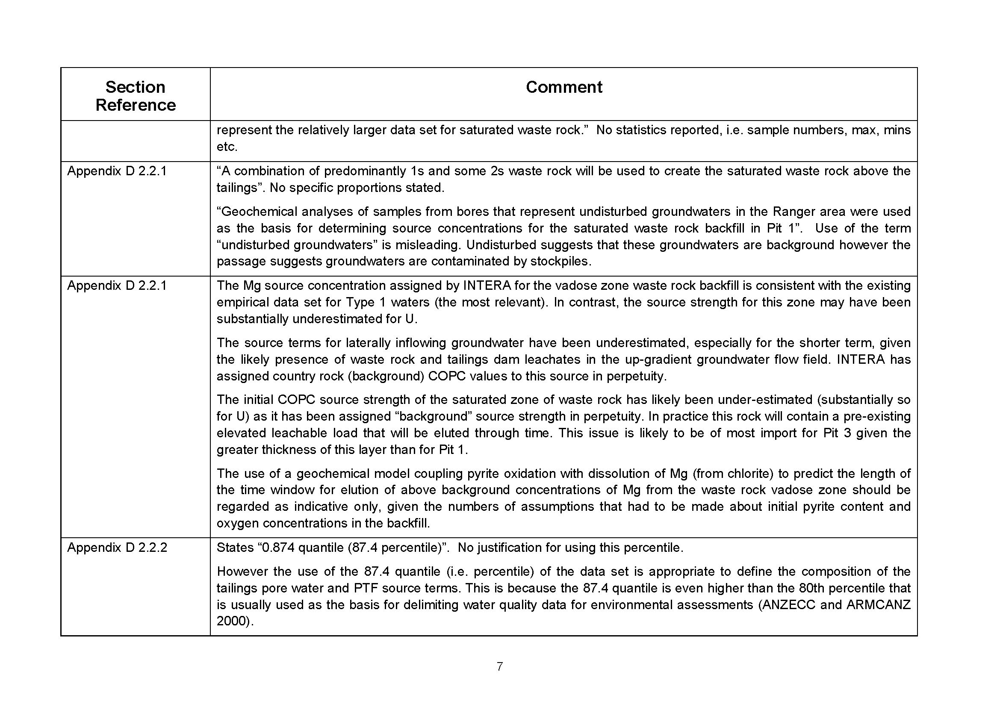 Section
Reference
Comment
represent the relatively larger data set for saturated waste rock.”  No statistics reported, i.e. sample numbers, max, mins
etc.
Appendix D 2.2.1
“A combination of predominantly 1s and some 2s waste rock will be used to create the saturated waste rock above the
tailings”. No specific proportions stated.
“Geochemical analyses of samples from bores that represent undisturbed groundwaters in the Ranger area were used
as the basis for determining source concentrations for the saturated waste rock backfill in Pit 1”.  Use of the term
“undisturbed groundwaters” is misleading. Undisturbed suggests that these groundwaters are background however the
passage suggests groundwaters are contaminated by stockpiles.
Appendix D 2.2.1
The Mg source concentration assigned by INTERA for the vadose zone waste rock backfill is consistent with the existing
empirical data set for Type 1 waters (the most relevant). In contrast, the source strength for this zone may have been
substantially underestimated for U.
The source terms for laterally inflowing groundwater have been underestimated, especially for the shorter term, given
the likely presence of waste rock and tailings dam leachates in the up-gradient groundwater flow field. INTERA has
assigned country rock (background) COPC values to this source in perpetuity.
The initial COPC source strength of the saturated zone of waste rock has likely been under-estimated (substantially so
for U) as it has been assigned “background” source strength in perpetuity. In practice this rock will contain a pre-existing
elevated leachable load that will be eluted through time. This issue is likely to be of most import for Pit 3 given the
greater thickness of this layer than for Pit 1.
The use of a geochemical model coupling pyrite oxidation with dissolution of Mg (from chlorite) to predict the length of
the time window for elution of above background concentrations of Mg from the waste rock vadose zone should be
regarded as indicative only, given the numbers of assumptions that had to be made about initial pyrite content and
oxygen concentrations in the backfill.
Appendix D 2.2.2
States “0.874 quantile (87.4 percentile)”.  No justification for using this percentile.
However the use of the 87.4 quantile (i.e. percentile) of the data set is appropriate to define the composition of the
tailings pore water and PTF source terms. This is because the 87.4 quantile is even higher than the 80th percentile that
is usually used as the basis for delimiting water quality data for environmental assessments (ANZECC and ARMCANZ
2000).
7